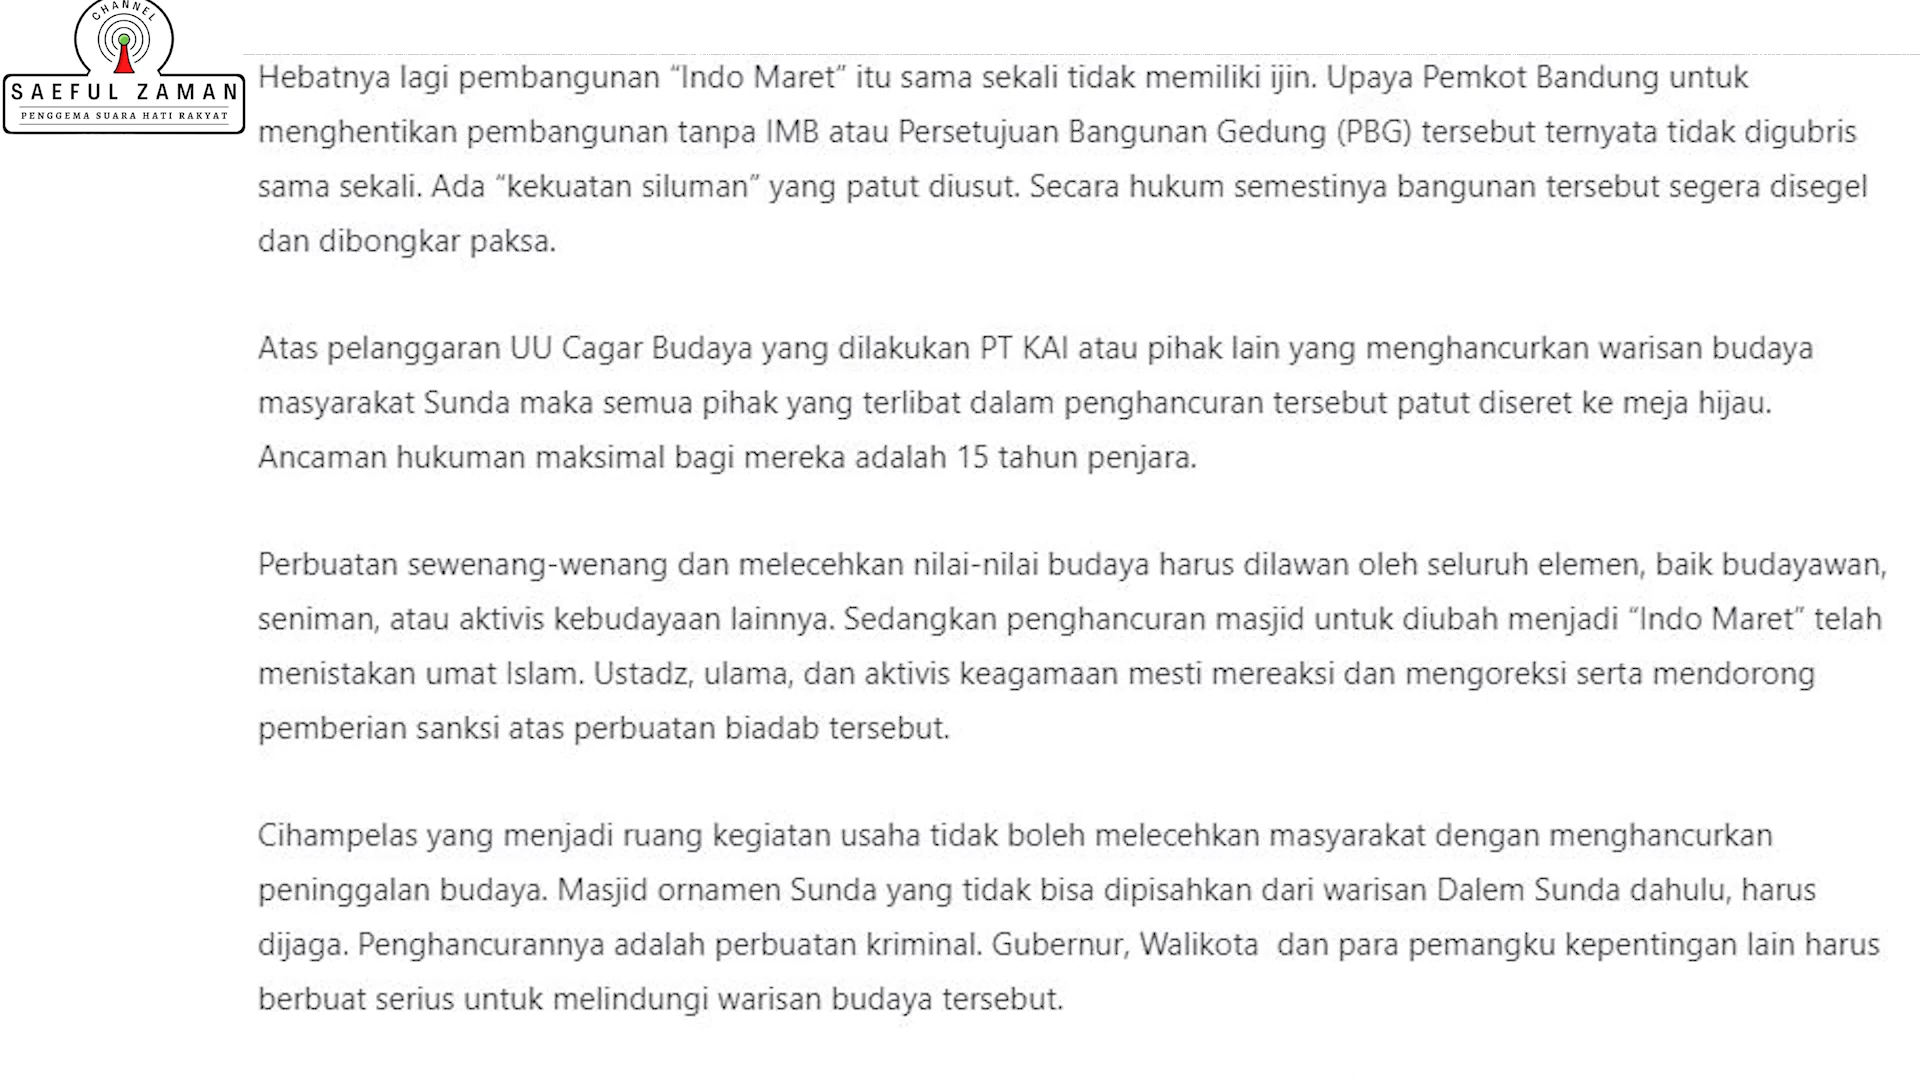 CHANNEL
SAEFUL ZAMAN
PENGGEMA SUARA HATI RAKYAT
Hebatnya lagi pembangunan “Indo Maret” itu sama sekali tidak memiliki ijin. Upaya Pemkot Bandung untuk
menghentikan pembangunan tanpa IMB atau Persetujuan Bangunan Gedung (PBG) tersebut ternyata tidak digubris
sama sekali. Ada “kekuatan siluman” yang patut diusut. Secara hukum semestinya bangunan tersebut segera disegel
dan dibongkar paksa.
Atas pelanggaran UU Cagar Budaya yang dilakukan PT KAI atau pihak lain yang menghancurkan warisan budaya
masyarakat Sunda maka semua pihak yang terlibat dalam penghancuran tersebut patut diseret ke meja hijau.
Ancaman hukuman maksimal bagi mereka adalah 15 tahun penjara.
Perbuatan sewenang-wenang dan melecehkan nilai-nilai budaya harus dilawan oleh seluruh elemen, baik budayawan,
seniman, atau aktivis kebudayaan lainnya. Sedangkan penghancuran masjid untuk diubah menjadi “Indo Maret” telah
menistakan umat Islam. Ustadz, ulama, dan aktivis keagamaan mesti mereaksi dan mengoreksi serta mendorong
pemberian sanksi atas perbuatan biadab tersebut.
Cihampelas yang menjadi ruang kegiatan usaha tidak boleh melecehkan masyarakat dengan menghancurkan
peninggalan budaya. Masjid ornamen Sunda yang tidak bisa dipisahkan dari warisan Dalem Sunda dahulu, harus
dijaga. Penghancurannya adalah perbuatan kriminal. Gubernur, Walikota  dan para pemangku kepentingan lain harus
berbuat serius untuk melindungi warisan budaya tersebut.